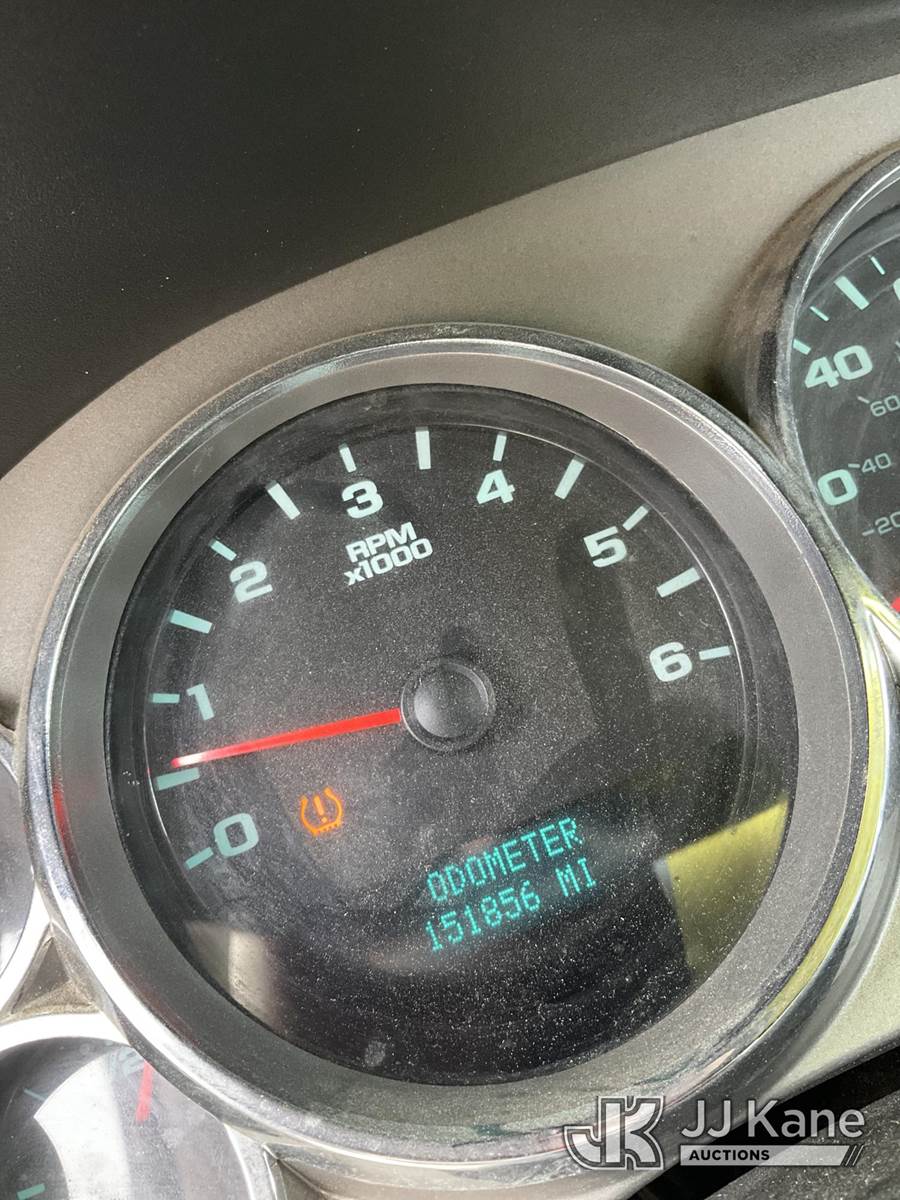 40
60
0
40
-20
3
4
RPM
x1000
2
5
1
6
0
ODOMETER
151856 MI
JK
JJ Kane
AUCTIONS